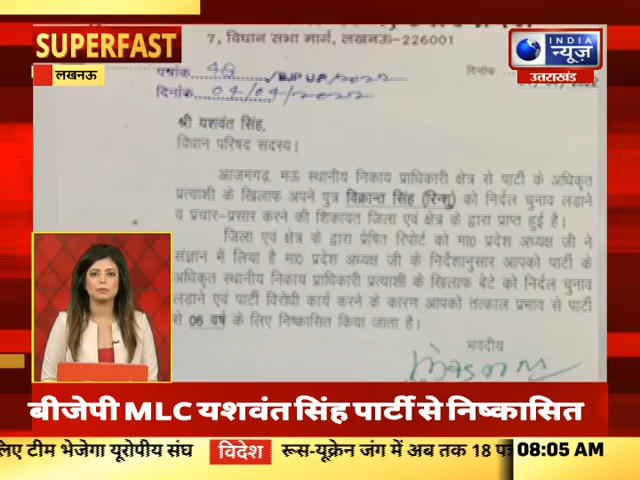 SUPERFAST
लखनऊ
INDIA
न्यूज़
उत्तराखंड
7, विधान सभा मार्ग, लखनऊ-226001
पत्रांक....48..../BJP UP/2022
दिनांक
दिनांक....04/04/2022
श्री यशवंत सिंह,
विधान परिषद सदस्य।
आजमगढ़, मऊ स्थानीय निकाय प्राधिकारी क्षेत्र से पार्टी के अधिकृत
प्रत्याशी के खिलाफ अपने पुत्र विक्रान्त सिंह (रिशु) को निर्दल चुनाव लड़ाने
व प्रचार-प्रसार करने की शिकायत जिला एवं क्षेत्र के द्वारा प्राप्त हुई है।
जिला एवं क्षेत्र के द्वारा प्रेषित रिपोर्ट को मा0 प्रदेश अध्यक्ष जी ने
संज्ञान में लिया है मा0 प्रदेश अध्यक्ष जी के निर्देशानुसार आपको पार्टी के
अधिकृत स्थानीय निकाय प्राधिकारी प्रत्याशी के खिलाफ बेटे को निर्दल चुनाव
लड़ाने एवं पार्टी विरोधी कार्य करने के कारण आपको तत्काल प्रभाव से पार्टी
से 06 वर्ष के लिए निष्कासित किया जाता है।
भवदीय
बीजेपी MLC यशवंत सिंह पार्टी से निष्कासित
लिए टीम भेजेगा यूरोपीय संघ विदेश रूस-यूक्रेन जंग में अब तक 18 08:05 AM